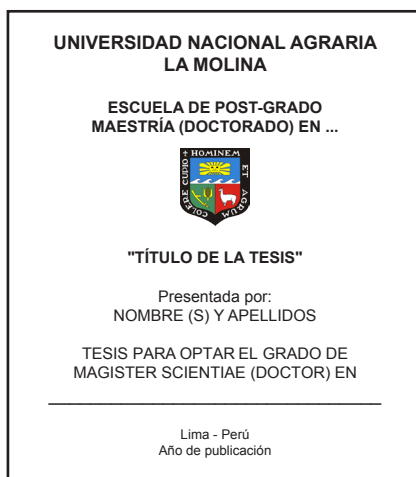 UNIVERSIDAD NACIONAL AGRARIA
LA MOLINA
ESCUELA DE POST-GRADO
MAESTRÍA (DOCTORADO) EN ...
COLERE CUPIO + HOMINEM ET AGRUM
"TÍTULO DE LA TESIS"
Presentada por:
NOMBRE (S) Y APELLIDOS
TESIS PARA OPTAR EL GRADO DE
MAGISTER SCIENTIAE (DOCTOR) EN
Lima - Perú
Año de publicación